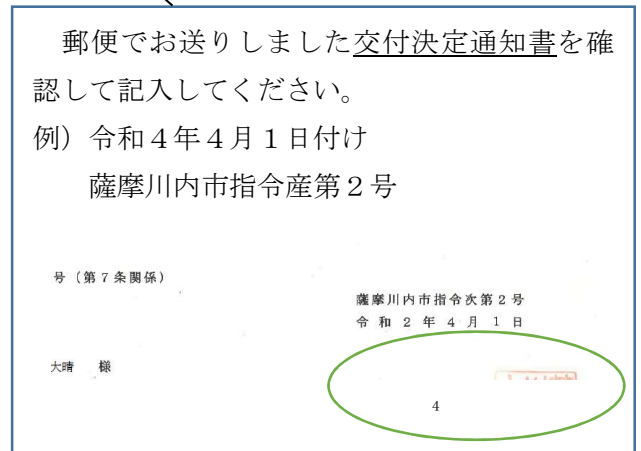 郵便でお送りしました交付決定通知書を確
認して記入してください。
例）令和４年４月１日付け
薩摩川内市指令産第２号
号（第７条関係）
薩摩川内市指令次第２号
令和２年４月１日
大晴　様
4